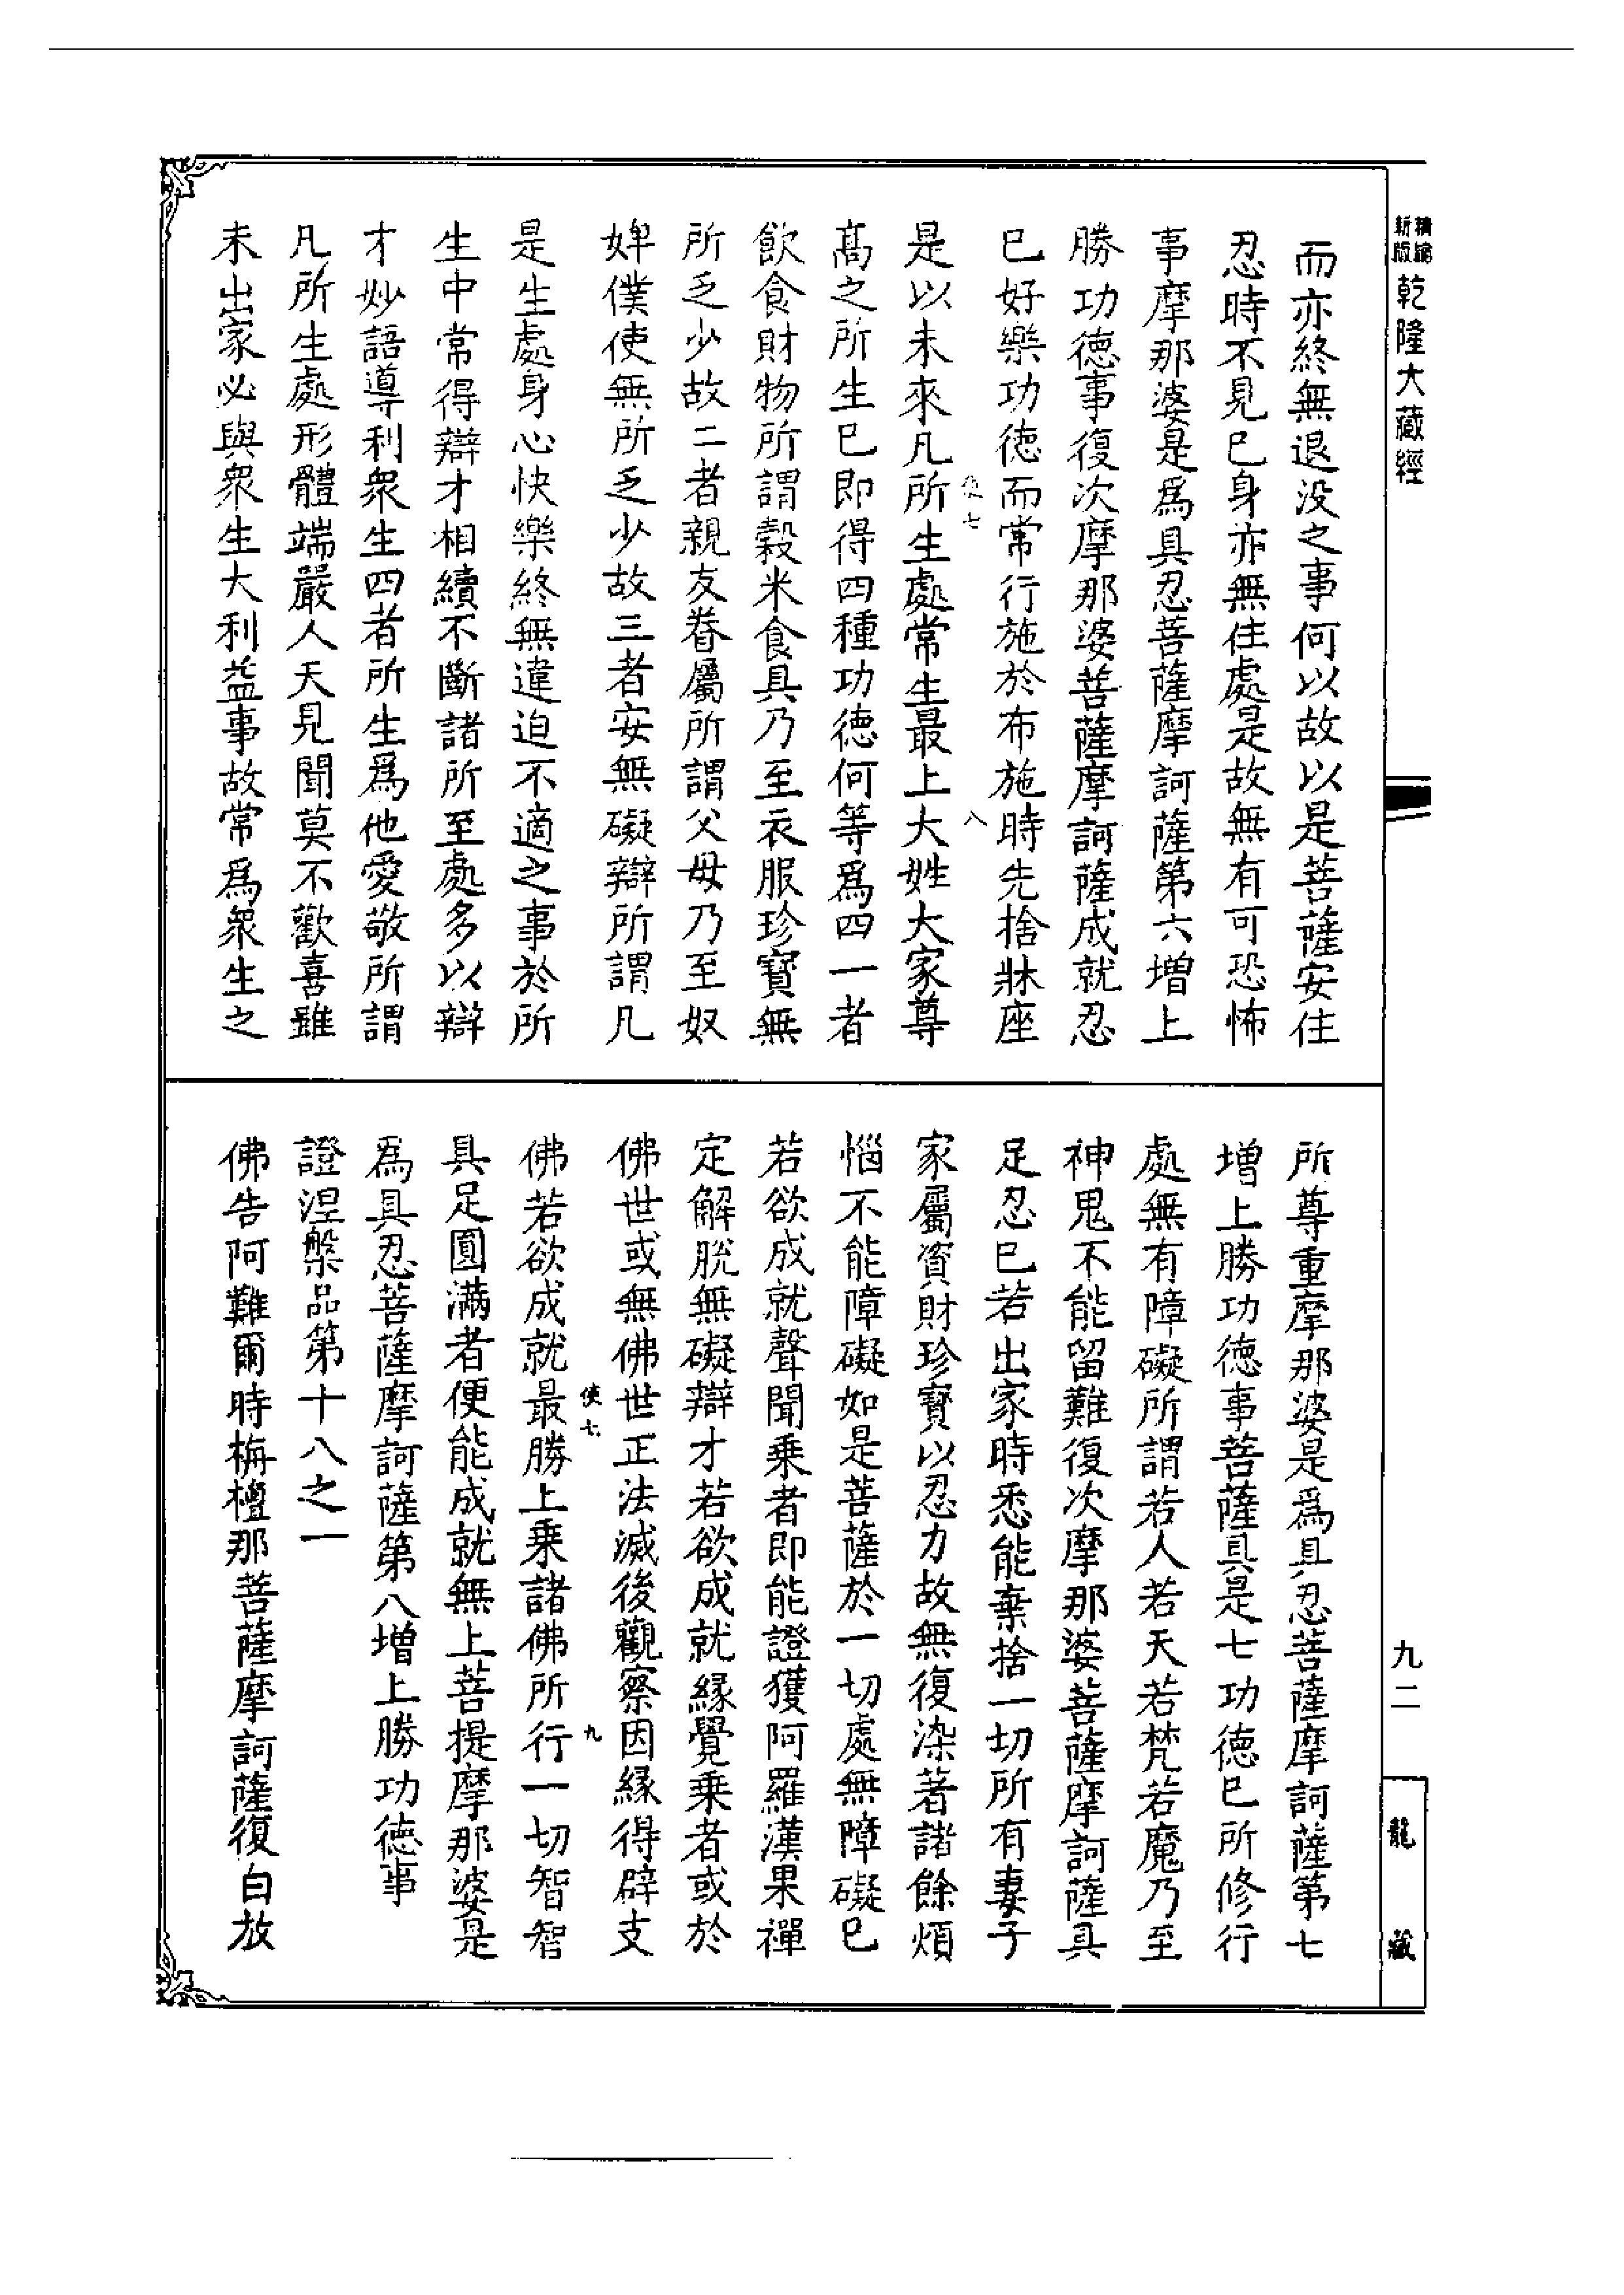 精編
新版
乾隆大藏經
而亦終無退没之事何以故以是菩薩安住
忍時不見已身亦無住處是故無有可恐怖
事摩那婆是爲具忍菩薩摩訶薩第六增上
勝功德事復次摩那婆菩薩摩訶薩成就忍
已好樂功德而常行施於布施時先捨牀座
使七 八
是以未來凡所生處常生最上大姓大家尊
高之所生已即得四種功德何等爲四一者
飲食財物所謂穀米食具乃至衣服珍寳無
所乏少故二者親友眷屬所謂父母乃至奴
婢僕使無所乏少故三者安無礙辯所謂凡
是生處身心快樂終無違迫不適之事於所
生中常得辯才相續不斷諸所至處多以辯
才妙語導利衆生四者所生爲他愛敬所謂
凡所生處形體端嚴人天見聞莫不歡喜雖
未出家必與衆生大利益事故常爲衆生之
所尊重摩那婆是爲具忍菩薩摩訶薩第七
增上勝功德事菩薩具是七功德已所修行
處無有障礙所謂若人若天若梵若魔乃至
神鬼不能留難復次摩那婆菩薩摩訶薩具
足忍已若出家時悉能棄捨一切所有妻子
家屬資財珍寳以忍力故無復染著諸餘煩
惱不能障礙如是菩薩於一切處無障礙已
若欲成就聲聞乘者即能證獲阿羅漢果禪
定解脫無礙辯才若欲成就緣覺乘者或於
佛世或無佛世正法滅後觀察因緣得辟支
使七 九
佛若欲成就最勝上乘諸佛所行一切智智
具足圓滿者便能成就無上菩提摩那婆是
爲具忍菩薩摩訶薩第八增上勝功德事
證涅槃品第十八之一
佛告阿難爾時梅檀那菩薩摩訶薩復白放
九二
龍藏